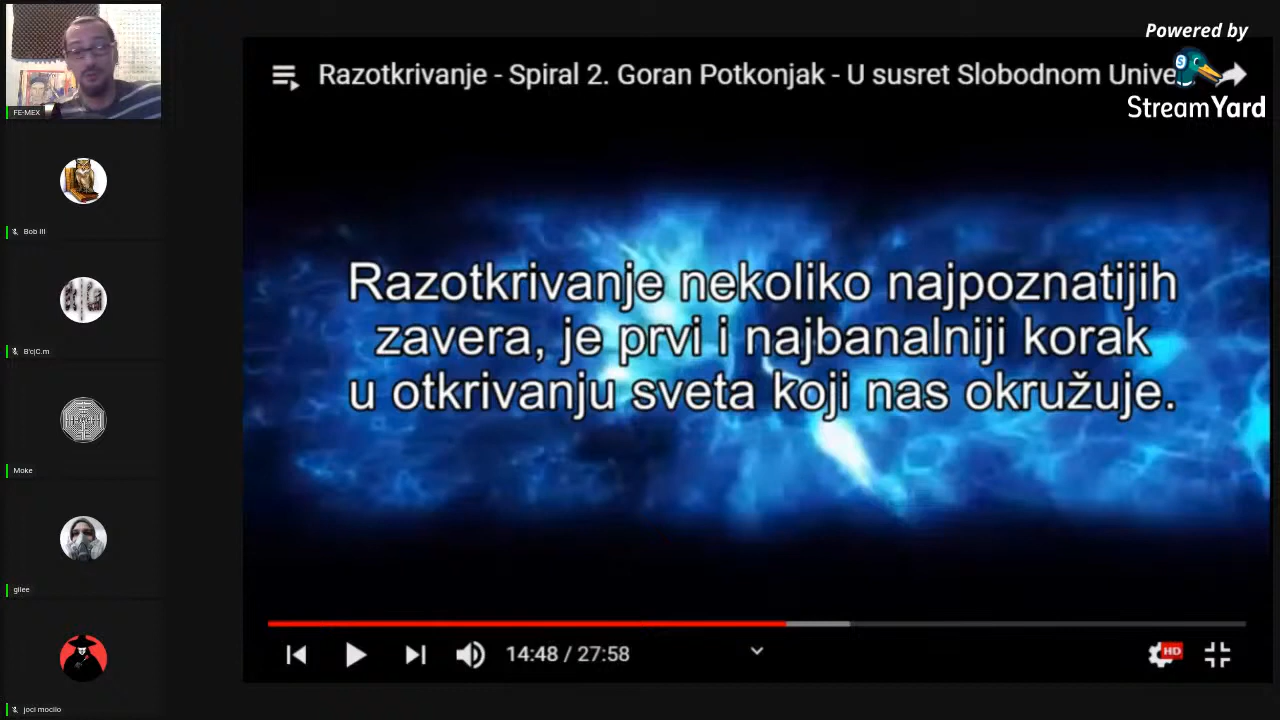 Powered by
StreamYard
Razotkrivanje - Spiral 2. Goran Potkonjak - U susret Slobodnom Unive
FE-MEX
Bob III
B'c|C.m
Moke
gilee
joci mocilo
Razotkrivanje nekoliko najpoznatijih
zavera, je prvi i najbanalniji korak
u otkrivanju sveta koji nas okružuje.
14:48 / 27:58
HD